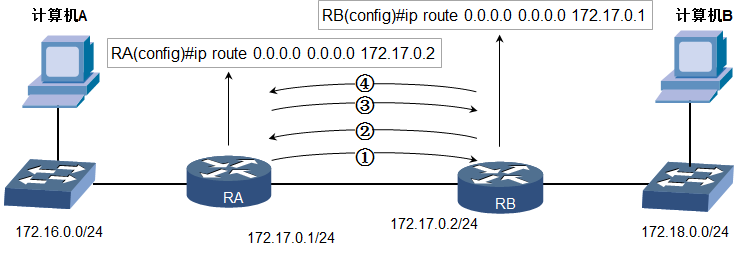 计算机A
RB(config)#ip route 0.0.0.0 0.0.0.0 172.17.0.1
计算机B
RA(config)#ip route 0.0.0.0 0.0.0.0 172.17.0.2
④
③
②
①
RA
RB
172.16.0.0/24
172.17.0.1/24
172.17.0.2/24
172.18.0.0/24